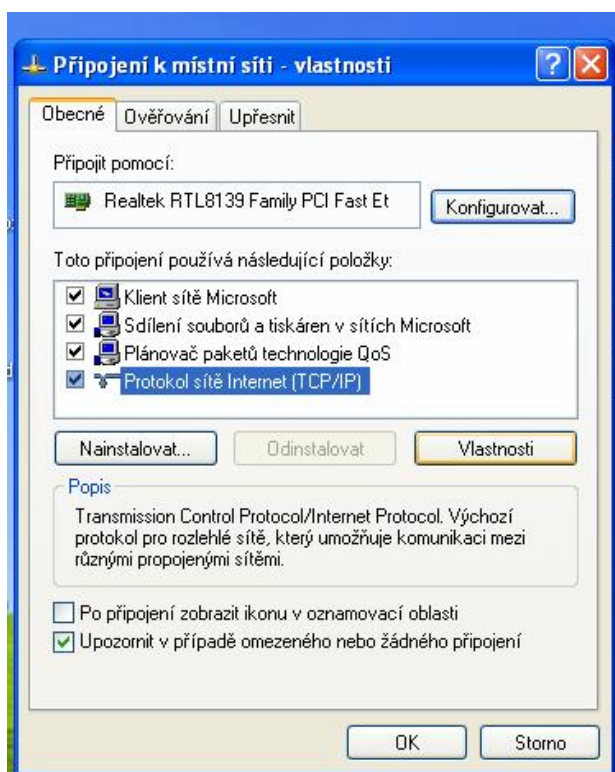 Připojení k místní síti - vlastnosti
Obecné Ověřování Upřesnit
Připojit pomocí:
Realtek RTL8139 Family PCI Fast Et
Konfigurovat...
Toto připojení používá následující položky:
Klient sítě Microsoft
Sdílení souborů a tiskáren v sítích Microsoft
Plánovač paketů technologie QoS
Protokol sítě Internet (TCP/IP)
Nainstalovat... Odinstalovat Vlastnosti
Popis
Transmission Control Protocol/Internet Protocol. Výchozí
protokol pro rozlehlé sítě, který umožňuje komunikaci mezi
různými propojenými sítěmi.
Po připojení zobrazit ikonu v oznamovací oblasti
Upozornit v případě omezeného nebo žádného připojení
OK Storno